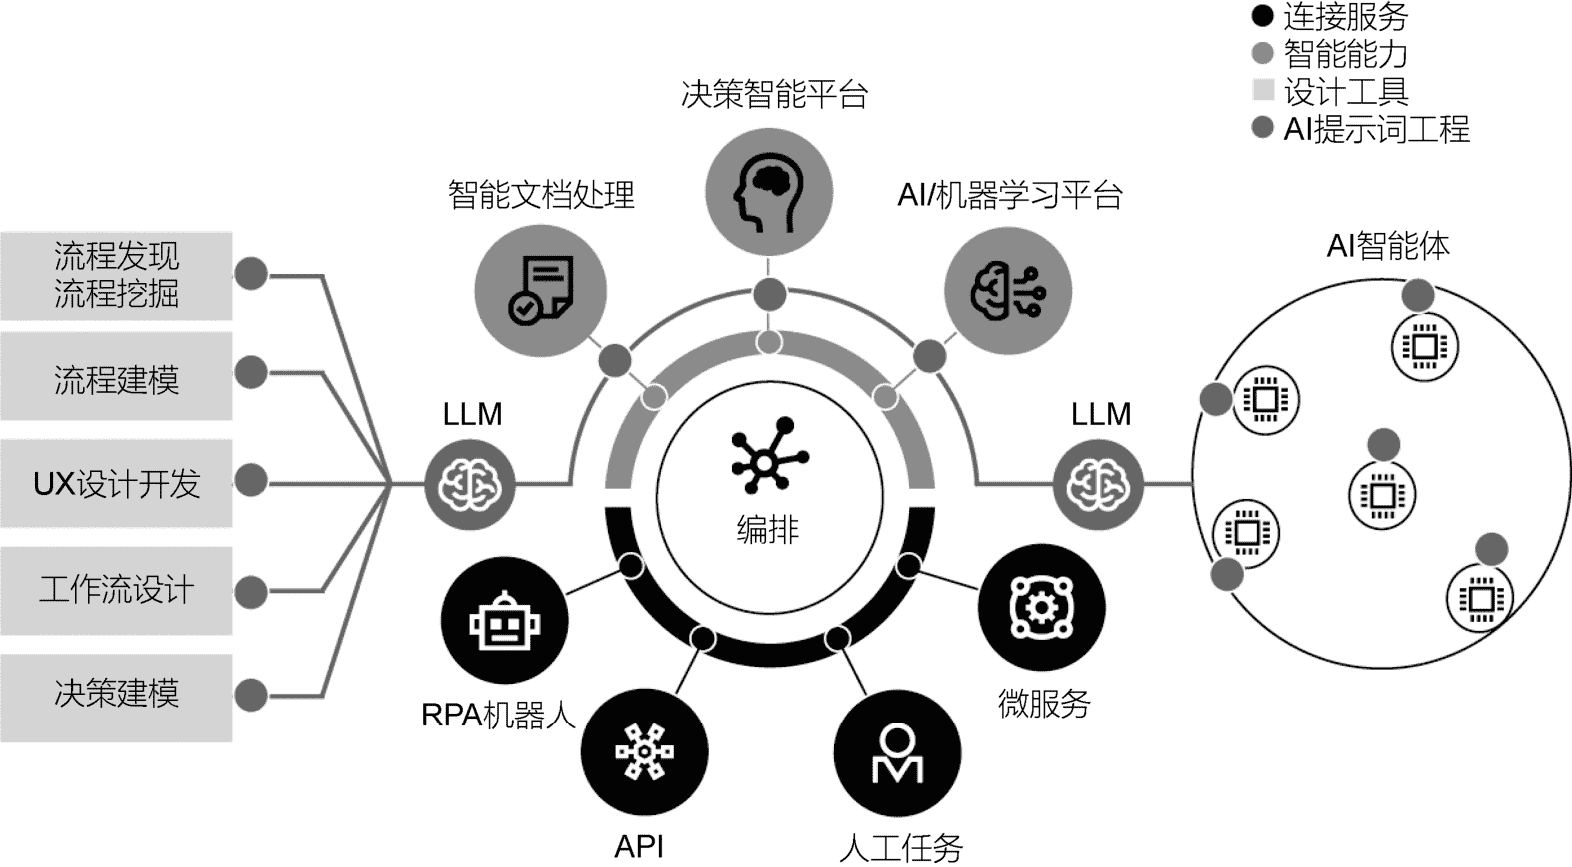 连接服务
智能能力
设计工具
AI提示词工程
决策智能平台
智能文档处理
AI/机器学习平台
AI智能体
流程发现
流程挖掘
流程建模
UX设计开发
工作流设计
决策建模
LLM
LLM
编排
RPA机器人
API
人工任务
微服务